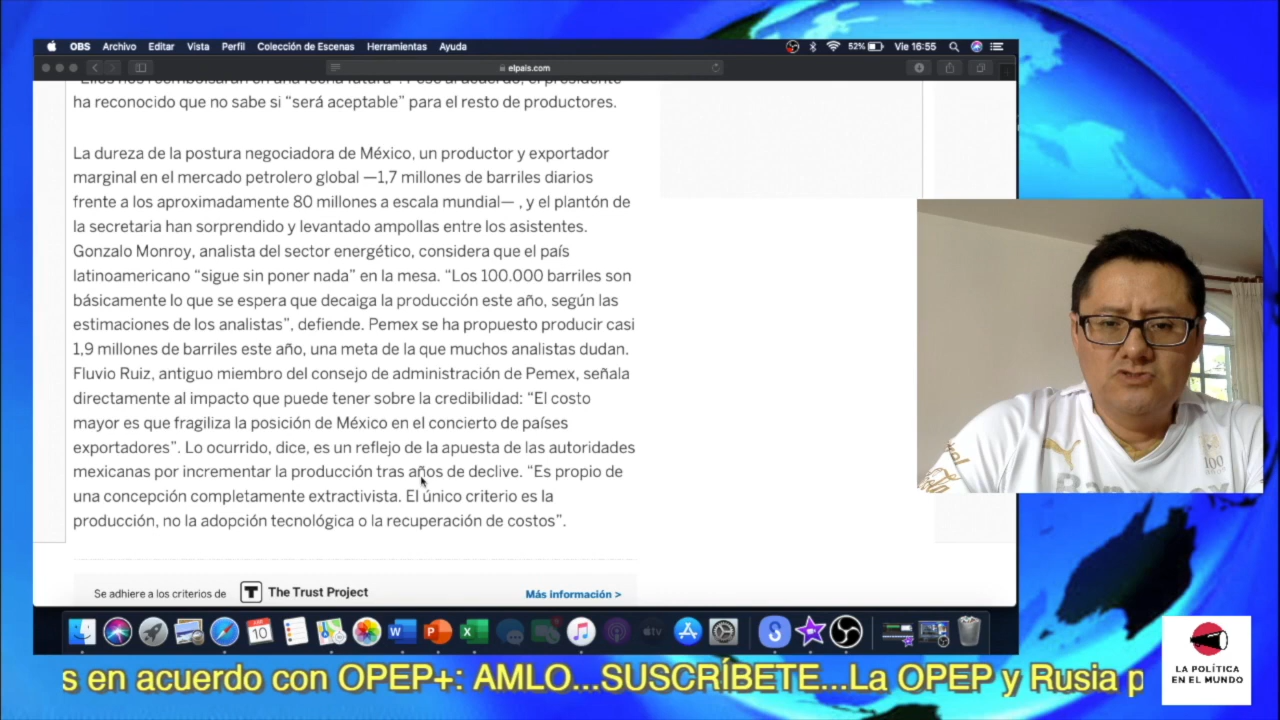 OBS Archivo Editar Vista Perfil Colección de Escenas Herramientas Ayuda 52% Vie 16:55
elpais.com
ha reconocido que no sabe si “será aceptable” para el resto de productores.
La dureza de la postura negociadora de México, un productor y exportador
marginal en el mercado petrolero global —1,7 millones de barriles diarios
frente a los aproximadamente 80 millones a escala mundial— , y el plantón de
la secretaria han sorprendido y levantado ampollas entre los asistentes.
Gonzalo Monroy, analista del sector energético, considera que el país
latinoamericano “sigue sin poner nada” en la mesa. “Los 100.000 barriles son
básicamente lo que se espera que decaiga la producción este año, según las
estimaciones de los analistas”, defiende. Pemex se ha propuesto producir casi
1,9 millones de barriles este año, una meta de la que muchos analistas dudan.
Fluvio Ruiz, antiguo miembro del consejo de administración de Pemex, señala
directamente al impacto que puede tener sobre la credibilidad: “El costo
mayor es que fragiliza la posición de México en el concierto de países
exportadores”. Lo ocurrido, dice, es un reflejo de la apuesta de las autoridades
mexicanas por incrementar la producción tras años de declive. “Es propio de
una concepción completamente extractivista. El único criterio es la
producción, no la adopción tecnológica o la recuperación de costos”.
Se adhiere a los criterios de T The Trust Project Más información >
10
100
s en acuerdo con OPEP+: AMLO...SUSCRÍBETE...La OPEP y Rusia p
LA POLÍTICA
EN EL MUNDO